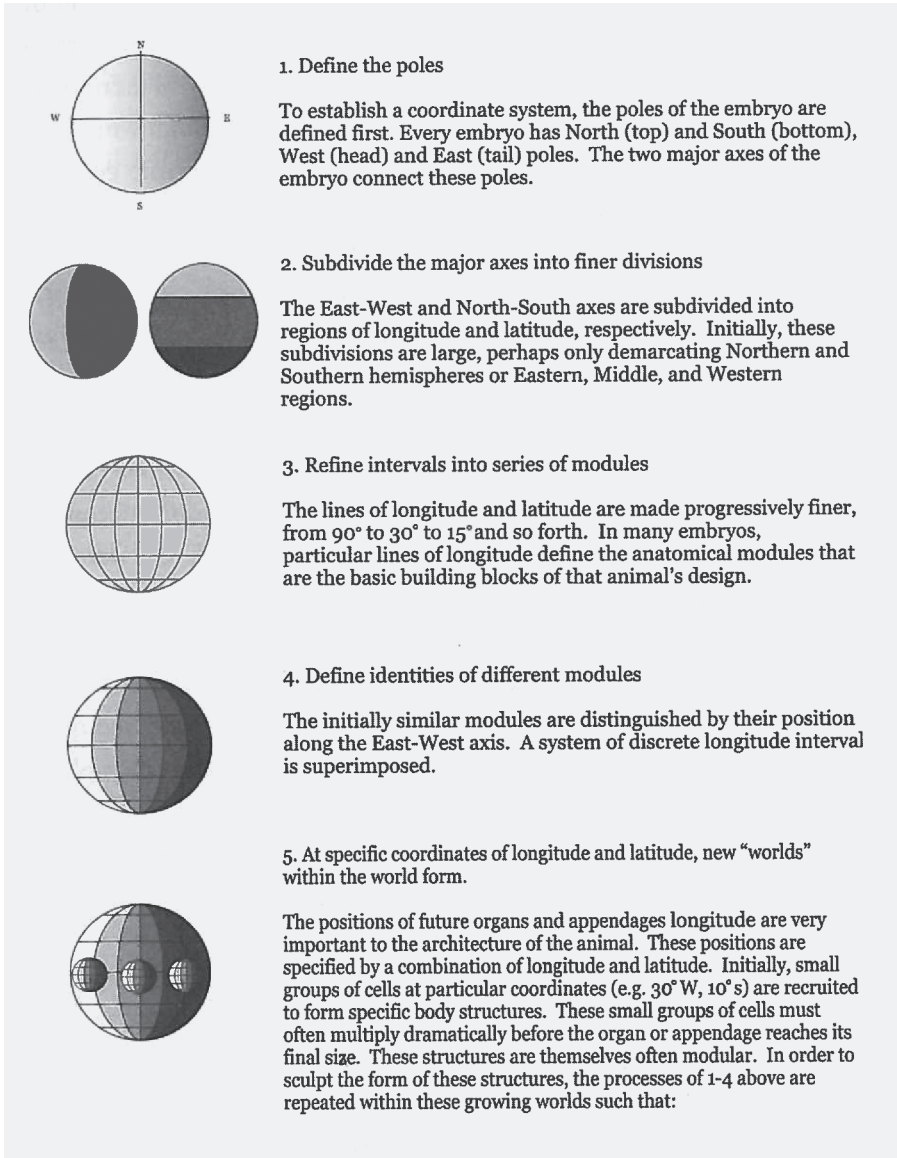 N
1. Define the poles
W
E
To establish a coordinate system, the poles of the embryo are
defined first. Every embryo has North (top) and South (bottom),
West (head) and East (tail) poles. The two major axes of the
embryo connect these poles.
S
2. Subdivide the major axes into finer divisions
The East-West and North-South axes are subdivided into
regions of longitude and latitude, respectively. Initially, these
subdivisions are large, perhaps only demarcating Northern and
Southern hemispheres or Eastern, Middle, and Western
regions.
3. Refine intervals into series of modules
The lines of longitude and latitude are made progressively finer,
from 90° to 30° to 15° and so forth. In many embryos,
particular lines of longitude define the anatomical modules that
are the basic building blocks of that animal's design.
4. Define identities of different modules
The initially similar modules are distinguished by their position
along the East-West axis. A system of discrete longitude interval
is superimposed.
5. At specific coordinates of longitude and latitude, new "worlds"
within the world form.
The positions of future organs and appendages longitude are very
important to the architecture of the animal. These positions are
specified by a combination of longitude and latitude. Initially, small
groups of cells at particular coordinates (e.g. 30° W, 10° s) are recruited
to form specific body structures. These small groups of cells must
often multiply dramatically before the organ or appendage reaches its
final size. These structures are themselves often modular. In order to
sculpt the form of these structures, the processes of 1-4 above are
repeated within these growing worlds such that: